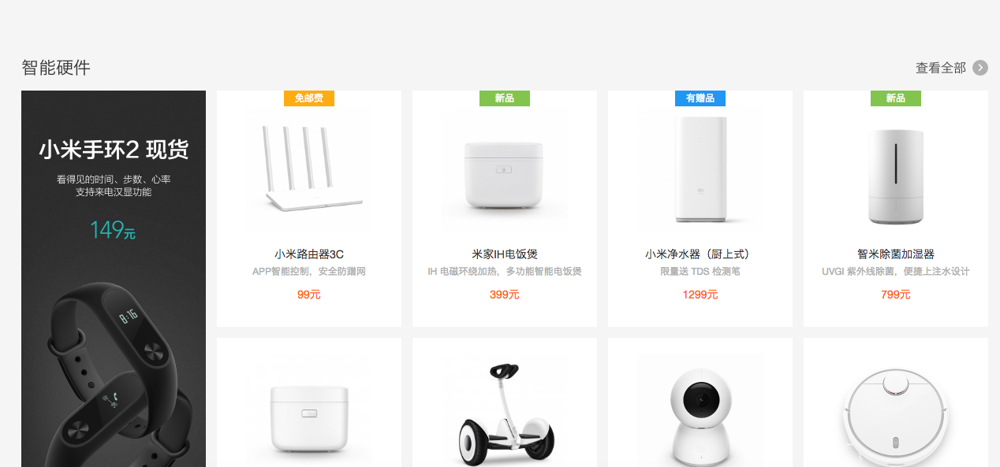 智能硬件
查看全部
小米手环2 现货
看得见的时间、步数、心率
支持来电汉显功能
149元
8:16
免邮费
小米路由器3C
APP智能控制，安全防蹭网
99元
新品
米家IH电饭煲
IH 电磁环绕加热，多功能智能电饭煲
399元
有赠品
小米净水器（厨上式）
限量送 TDS 检测笔
1299元
新品
智米除菌加湿器
UVGI 紫外线除菌，便捷上注水设计
799元